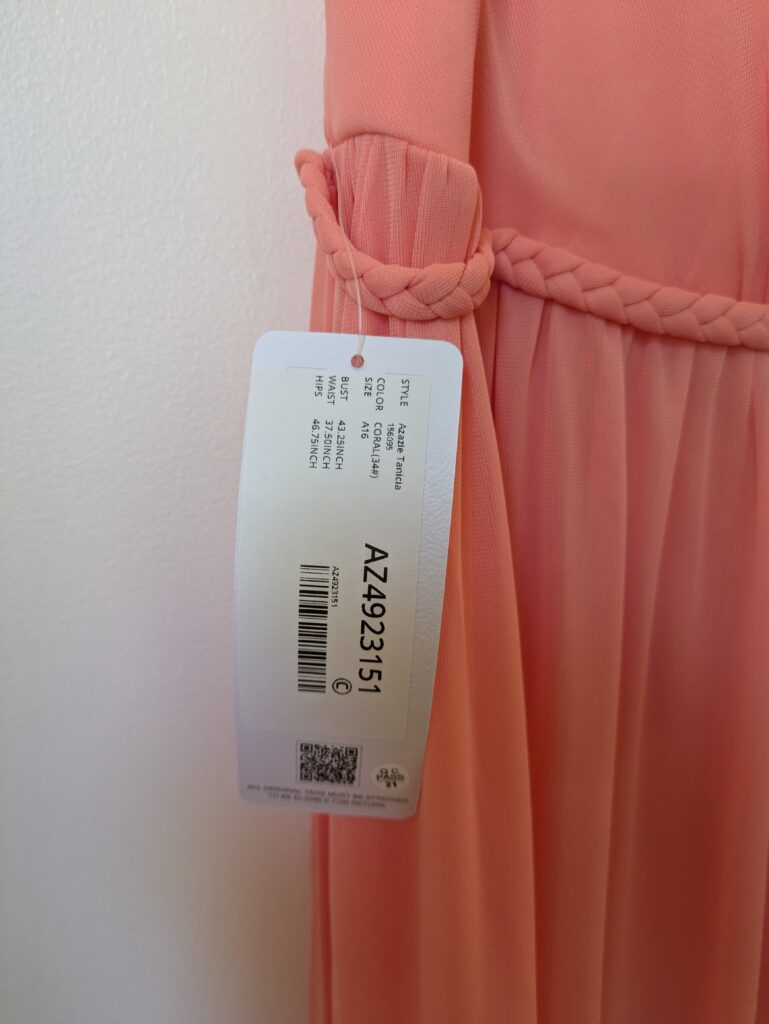 STYLE Azazie Tanicia
156095
COLOR CORAL(34#)
SIZE A16
BUST 43.25INCH
WAIST 37.50INCH
HIPS 46.75INCH
AZ4923151
©
AZ4923151
PASS
ALL ORIGINAL TAGS MUST BE ATTACHED
TO BE ELIGIBLE FOR RETURN